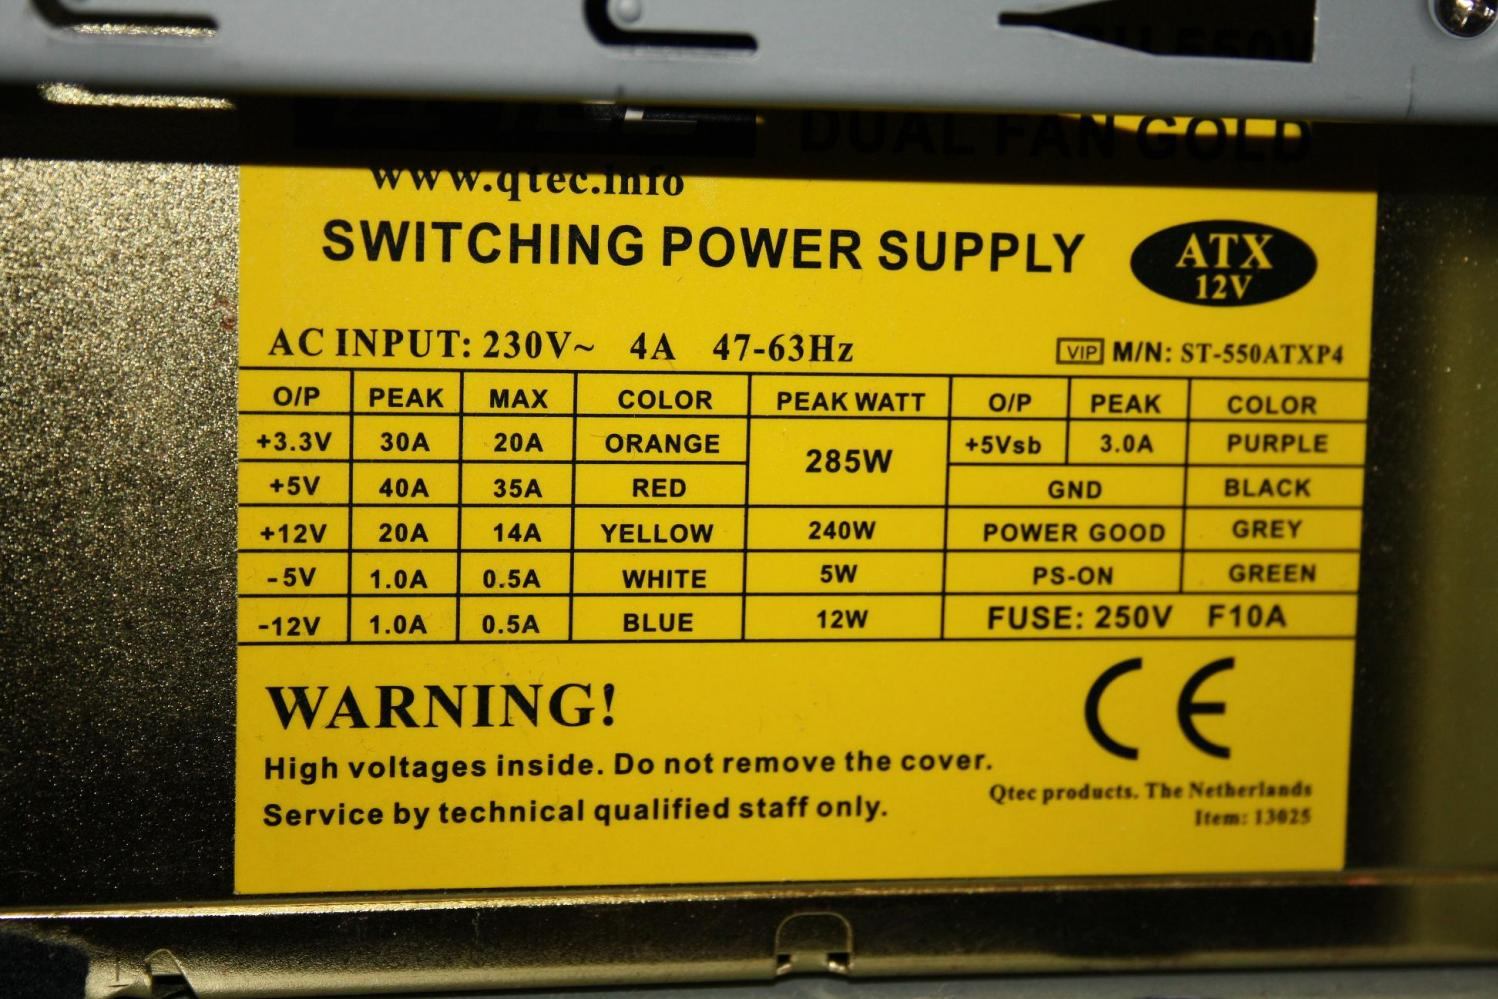 550
DUAL FAN GOLD
www.qtec.info
SWITCHING POWER SUPPLY
ATX
12V
AC INPUT: 230V~ 4A 47-63Hz
VIP M/N: ST-550ATXP4
O/P PEAK MAX COLOR PEAK WATT O/P PEAK COLOR
+3.3V 30A 20A ORANGE 285W +5Vsb 3.0A PURPLE
+5V 40A 35A RED GND BLACK
+12V 20A 14A YELLOW 240W POWER GOOD GREY
-5V 1.0A 0.5A WHITE 5W PS-ON GREEN
-12V 1.0A 0.5A BLUE 12W FUSE: 250V F10A
WARNING!
CE
High voltages inside. Do not remove the cover.
Service by technical qualified staff only.
Qtec products. The Netherlands
Item: 13025